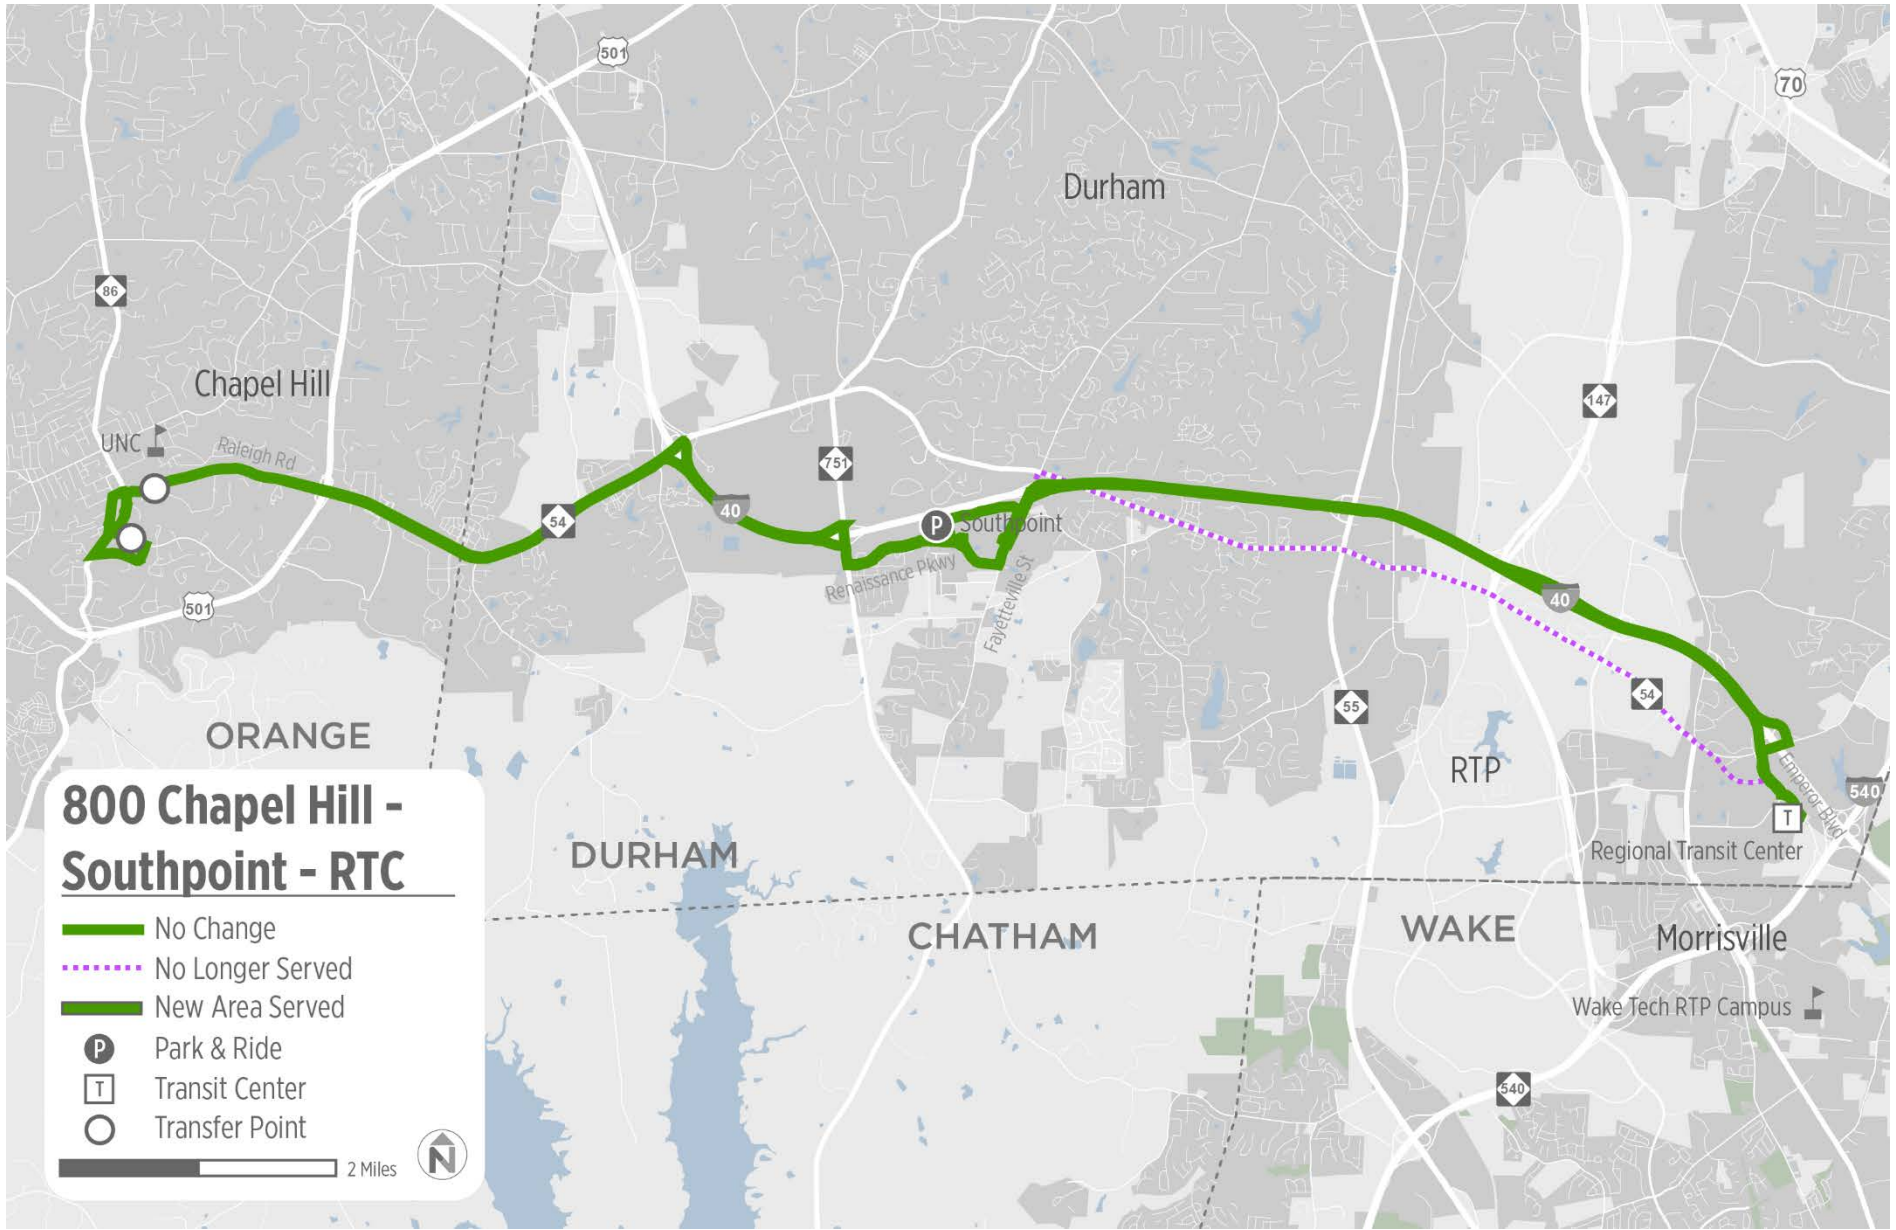 501
70
Durham
86
Chapel Hill
147
UNC
Raleigh Rd
751
40
54
P
Southpoint
Renaissance Pkwy
Fayetteville St
40
501
54
55
ORANGE
RTP
Emperor Blvd
540
T
Regional Transit Center
DURHAM
CHATHAM
WAKE
Morrisville
Wake Tech RTP Campus
540
800 Chapel Hill -
Southpoint - RTC
No Change
No Longer Served
New Area Served
P Park & Ride
T Transit Center
Transfer Point
2 Miles
N